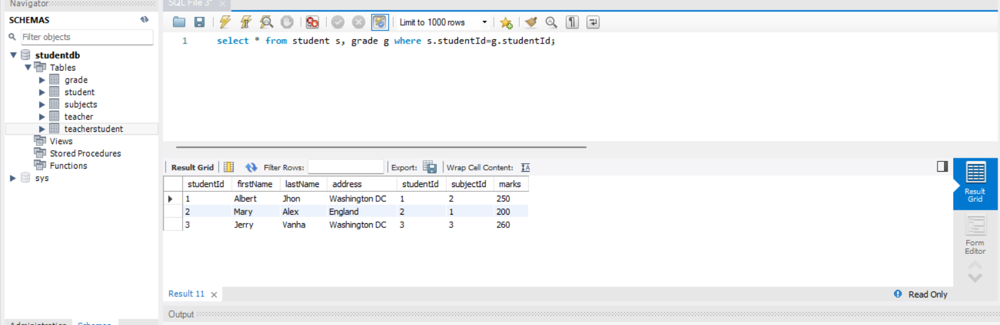 Navigator
SCHEMAS
Filter objects
studentdb
Tables
grade
student
subjects
teacher
teacherstudent
Views
Stored Procedures
Functions
sys
Administration Schemas
SQL File 3* ×
Limit to 1000 rows
1 select * from student s, grade g where s.studentId=g.studentId;
Result Grid Filter Rows: Export: Wrap Cell Content: IA
studentId firstName lastName address studentId subjectId marks
1 Albert Jhon Washington DC 1 2 250
2 Mary Alex England 2 1 200
3 Jerry Vanha Washington DC 3 3 260
Result
Grid
Form
Editor
Result 11 ×
Read Only
Output